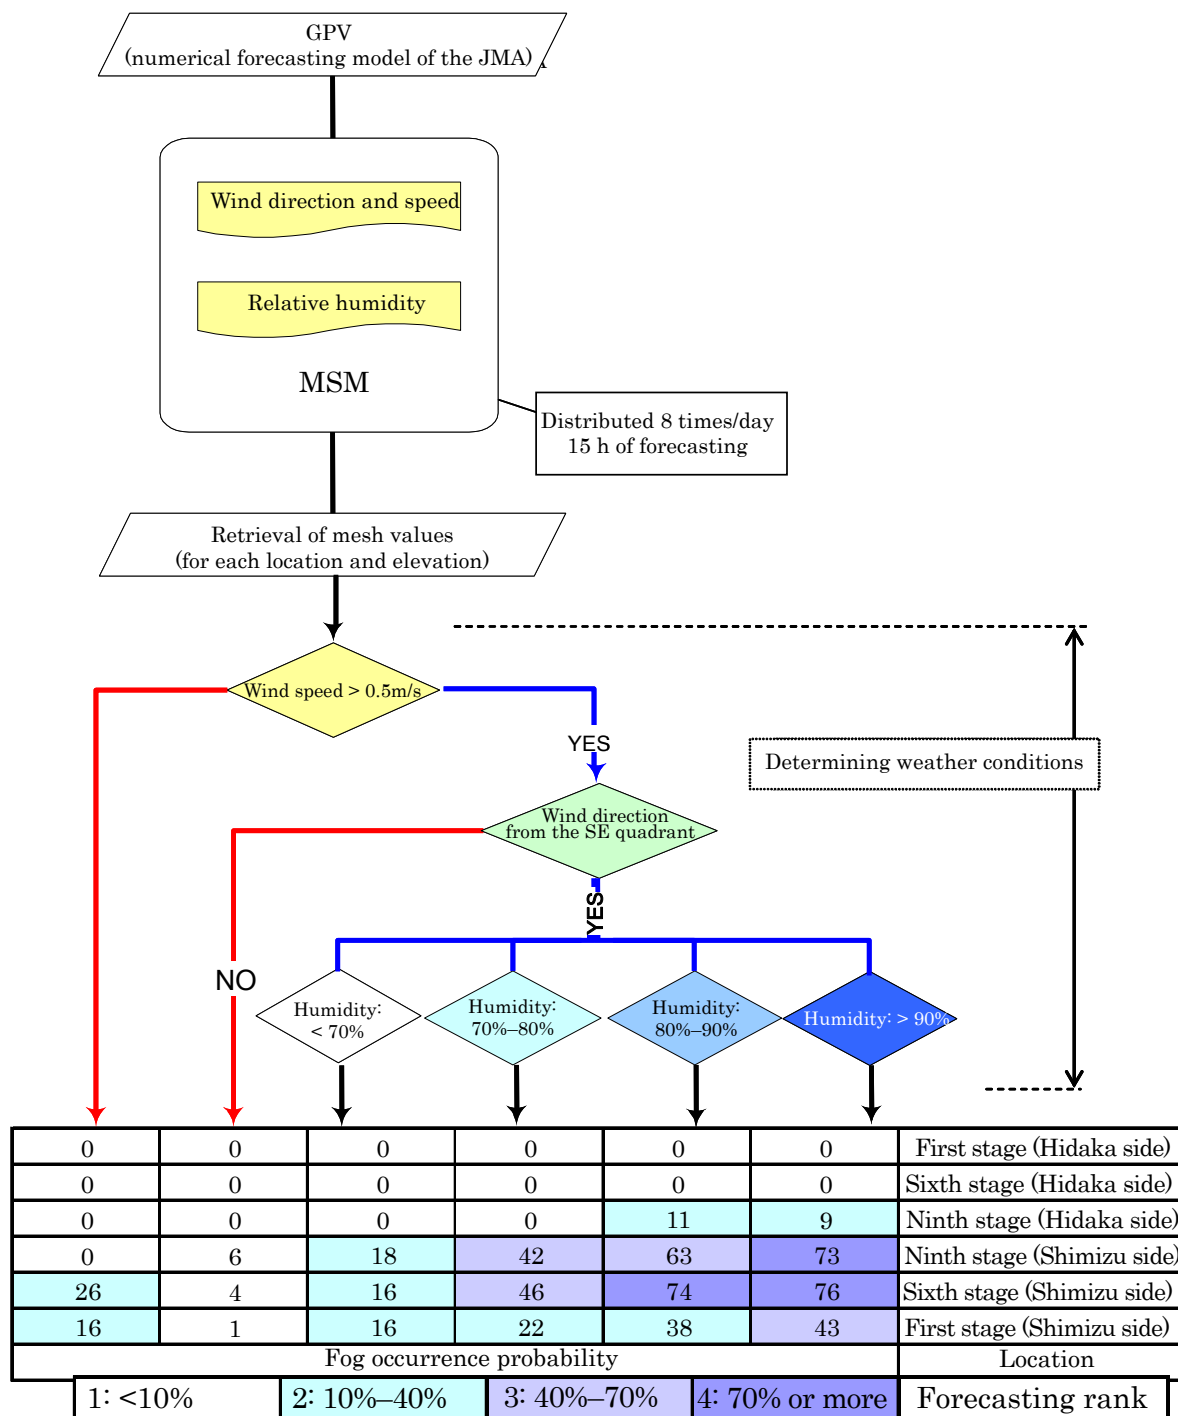 GPV
(numerical forecasting model of the JMA)
Wind direction and speed
Relative humidity
MSM
Distributed 8 times/day
15 h of forecasting
Retrieval of mesh values
(for each location and elevation)
Wind speed > 0.5m/s
YES
Determining weather conditions
Wind direction
from the SE quadrant
YES
NO
Humidity:
< 70%
Humidity:
70%–80%
Humidity:
80%–90%
Humidity: > 90%
0 0 0 0 0 0 First stage (Hidaka side)
0 0 0 0 0 0 Sixth stage (Hidaka side)
0 0 0 0 11 9 Ninth stage (Hidaka side)
0 6 18 42 63 73 Ninth stage (Shimizu side)
26 4 16 46 74 76 Sixth stage (Shimizu side)
16 1 16 22 38 43 First stage (Shimizu side)
Fog occurrence probability Location
1: <10% 2: 10%–40% 3: 40%–70% 4: 70% or more Forecasting rank